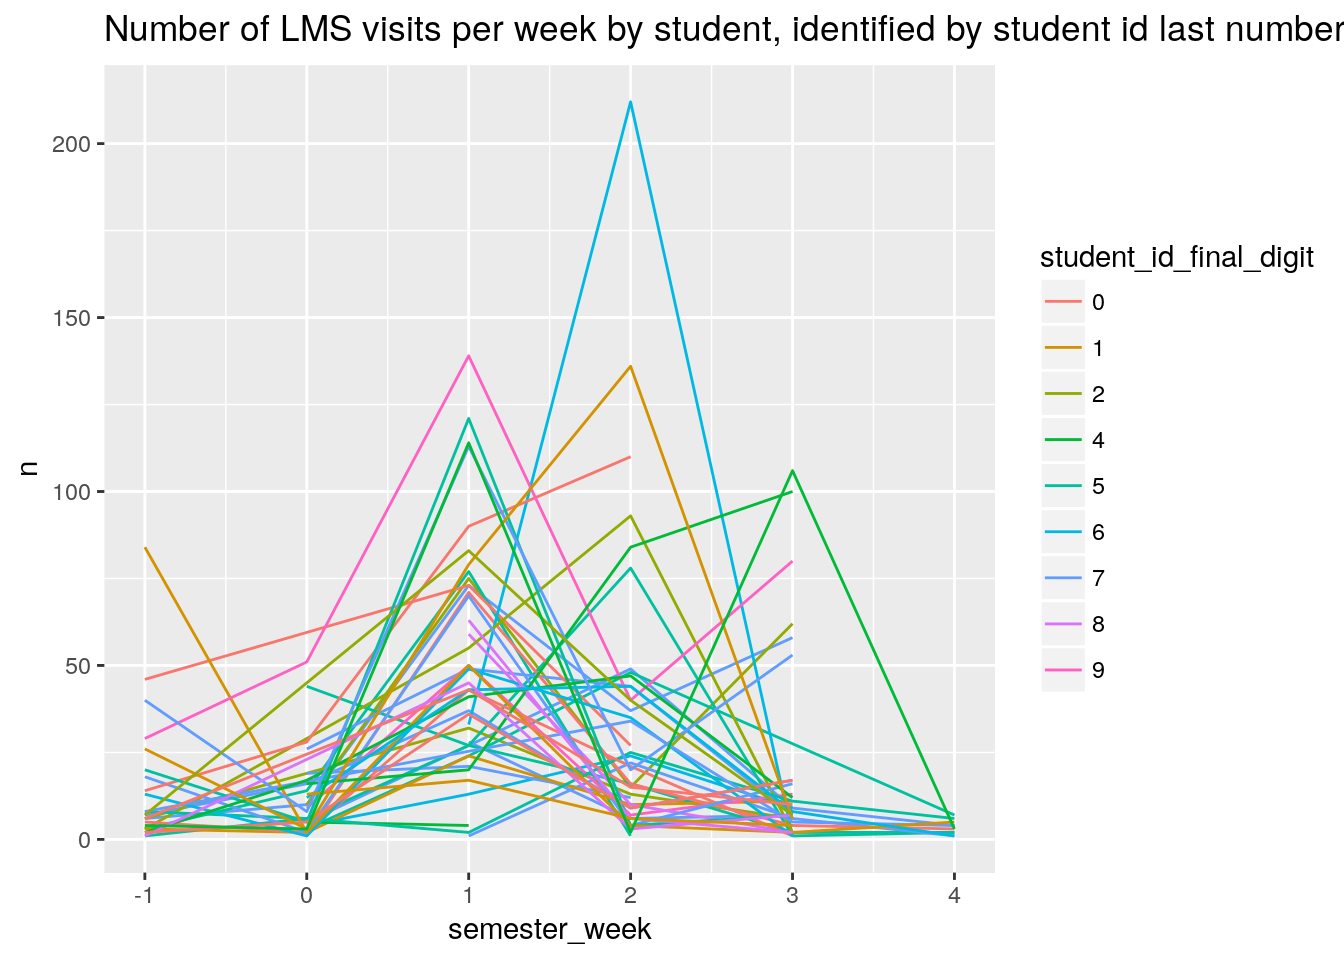 Number of LMS visits per week by student, identified by student id last number
200
150
100
50
0
n
-1 0 1 2 3 4
semester_week
student_id_final_digit
0
1
2
4
5
6
7
8
9